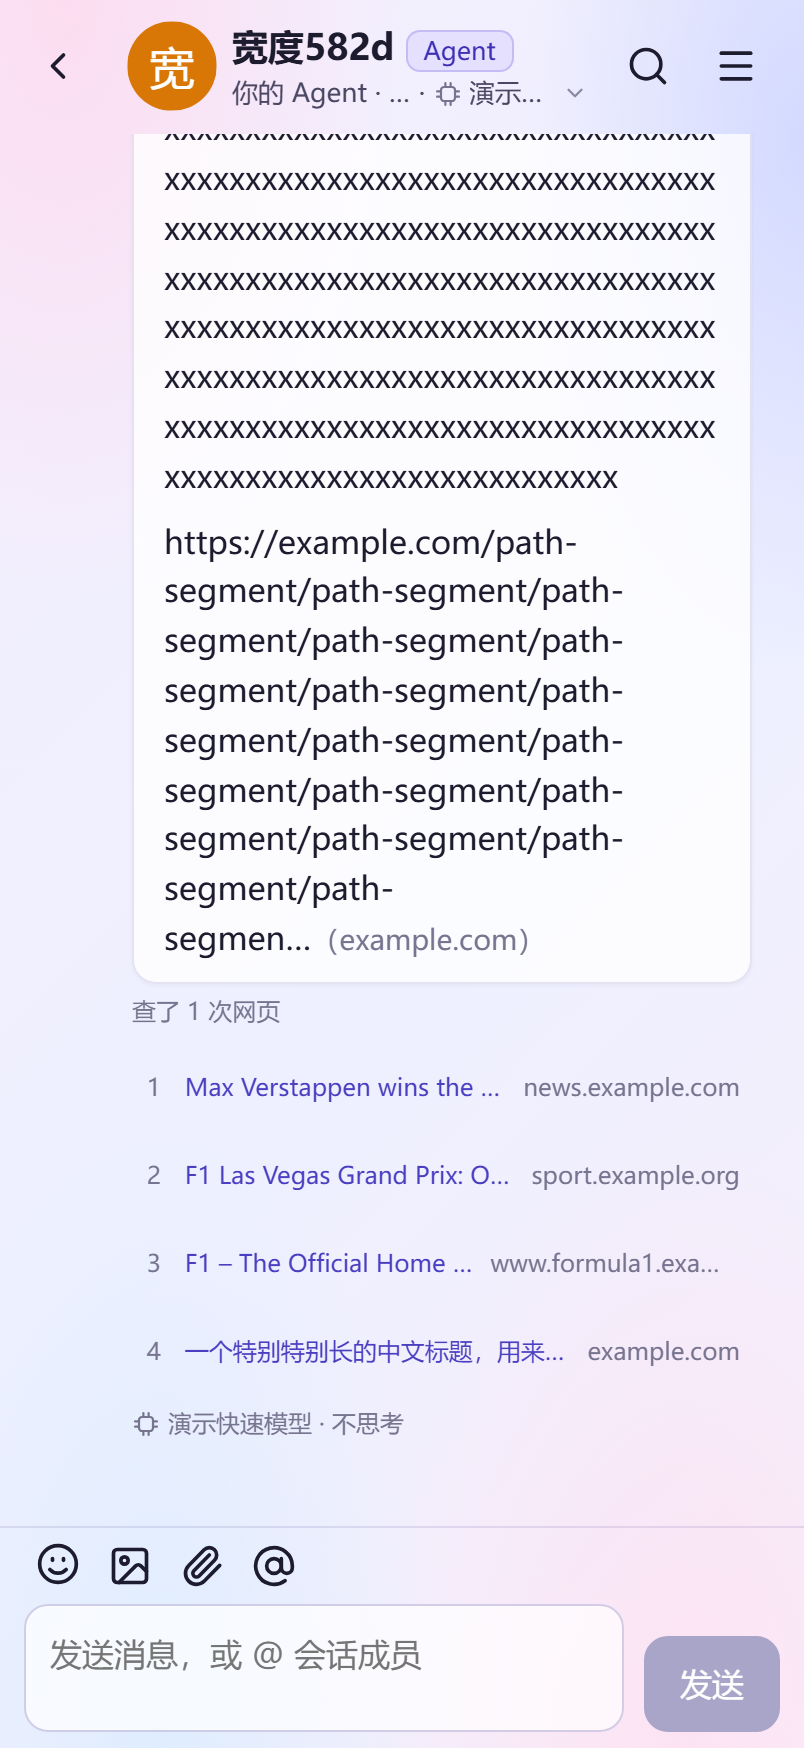 宽
宽度582d Agent
你的 Agent · ... · 演示...
xxxxxxxxxxxxxxxxxxxxxxxxxxxxxxxxxx
xxxxxxxxxxxxxxxxxxxxxxxxxxxxxxxxxx
xxxxxxxxxxxxxxxxxxxxxxxxxxxxxxxxxx
xxxxxxxxxxxxxxxxxxxxxxxxxxxxxxxxxx
xxxxxxxxxxxxxxxxxxxxxxxxxxxxxxxxxx
xxxxxxxxxxxxxxxxxxxxxxxxxxxxxxxxxx
xxxxxxxxxxxxxxxxxxxxxxxxxxxxxxxxxx
xxxxxxxxxxxxxxxxxxxxxxxxxxxx
https://example.com/path-
segment/path-segment/path-
segment/path-segment/path-
segment/path-segment/path-
segment/path-segment/path-
segment/path-segment/path-
segment/path-segment/path-
segment/path-
segmen...（example.com）
查了 1 次网页
1 Max Verstappen wins the ... news.example.com
2 F1 Las Vegas Grand Prix: O... sport.example.org
3 F1 – The Official Home ... www.formula1.exa...
4 一个特别特别长的中文标题，用来... example.com
演示快速模型 · 不思考
发送消息，或 @ 会话成员
发送